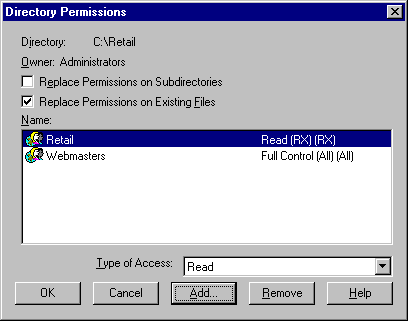 Directory Permissions
Directory: C:\Retail
Owner: Administrators
Replace Permissions on Subdirectories
Replace Permissions on Existing Files
Name:
Retail Read (RX) (RX)
Webmasters Full Control (All) (All)
Type of Access: Read
OK Cancel Add... Remove Help